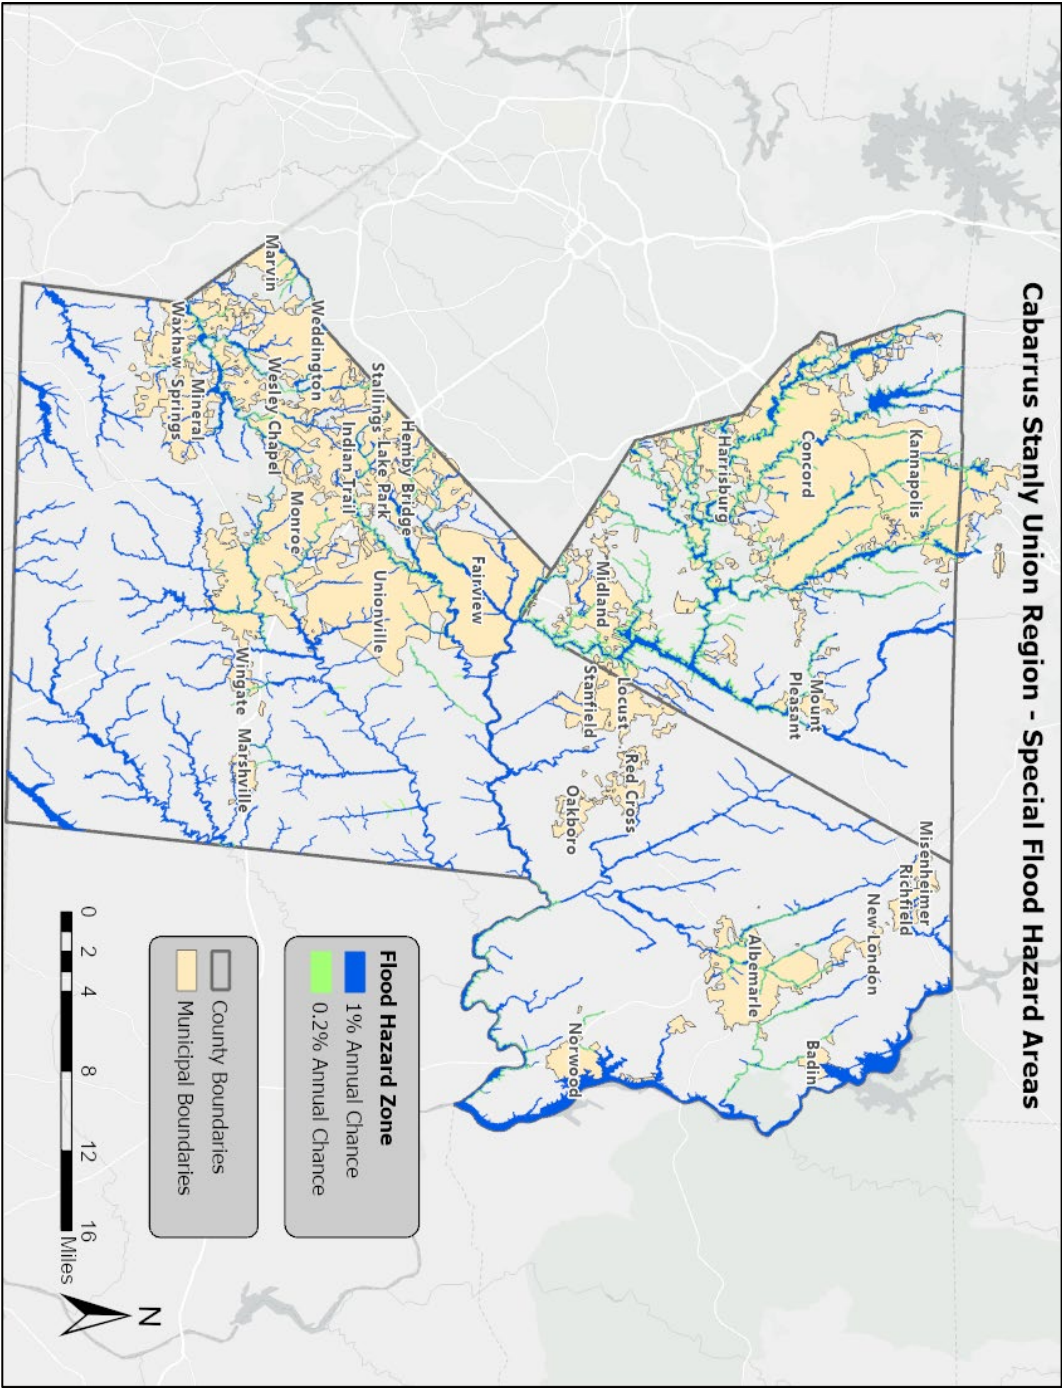 Cabarrus Stanly Union Region - Special Flood Hazard Areas
Kannapolis
Concord
Harrisburg
Mount
Pleasant
Midland
Locust
Stanfield
Red Cross
Oakboro
Misenheimer
Richfield
New London
Albemarle
Badin
Norwood
Fairview
Hemby Bridge
Lake Park
Stallings
Indian Trail
Unionville
Weddington
Wesley Chapel
Monroe
Marvin
Mineral
Springs
Waxhaw
Wingate
Marshville
Flood Hazard Zone
1% Annual Chance
0.2% Annual Chance
County Boundaries
Municipal Boundaries
0 2 4 8 12 16
Miles
N